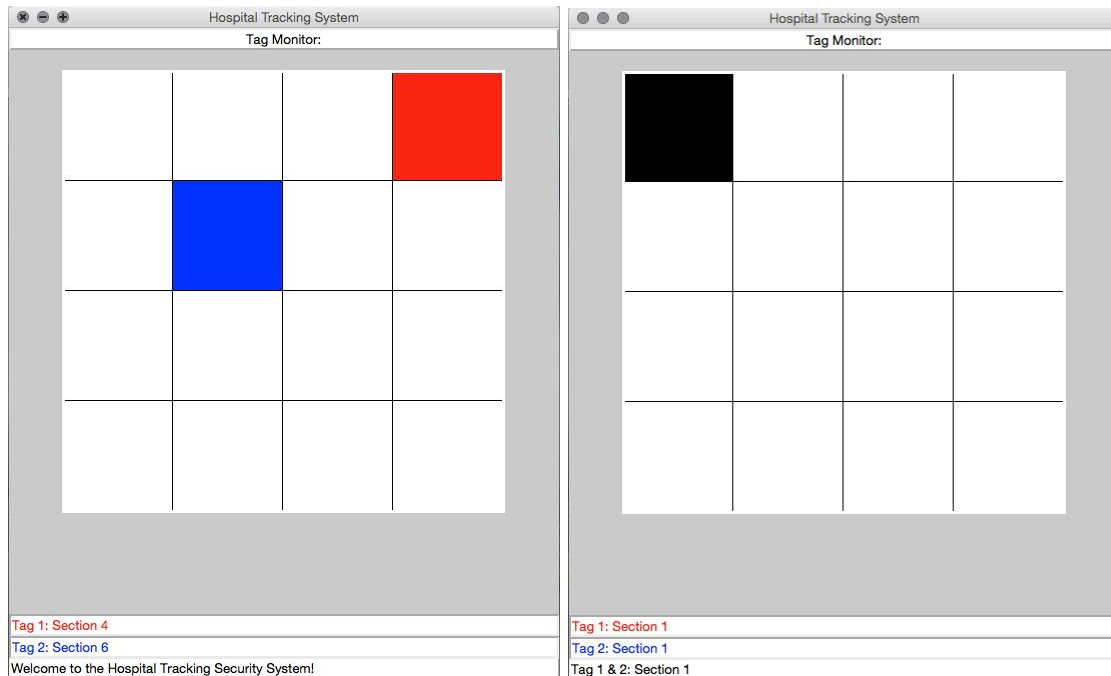 Hospital Tracking System
Tag Monitor:
Tag 1: Section 4
Tag 2: Section 6
Welcome to the Hospital Tracking Security System!
Hospital Tracking System
Tag Monitor:
Tag 1: Section 1
Tag 2: Section 1
Tag 1 & 2: Section 1